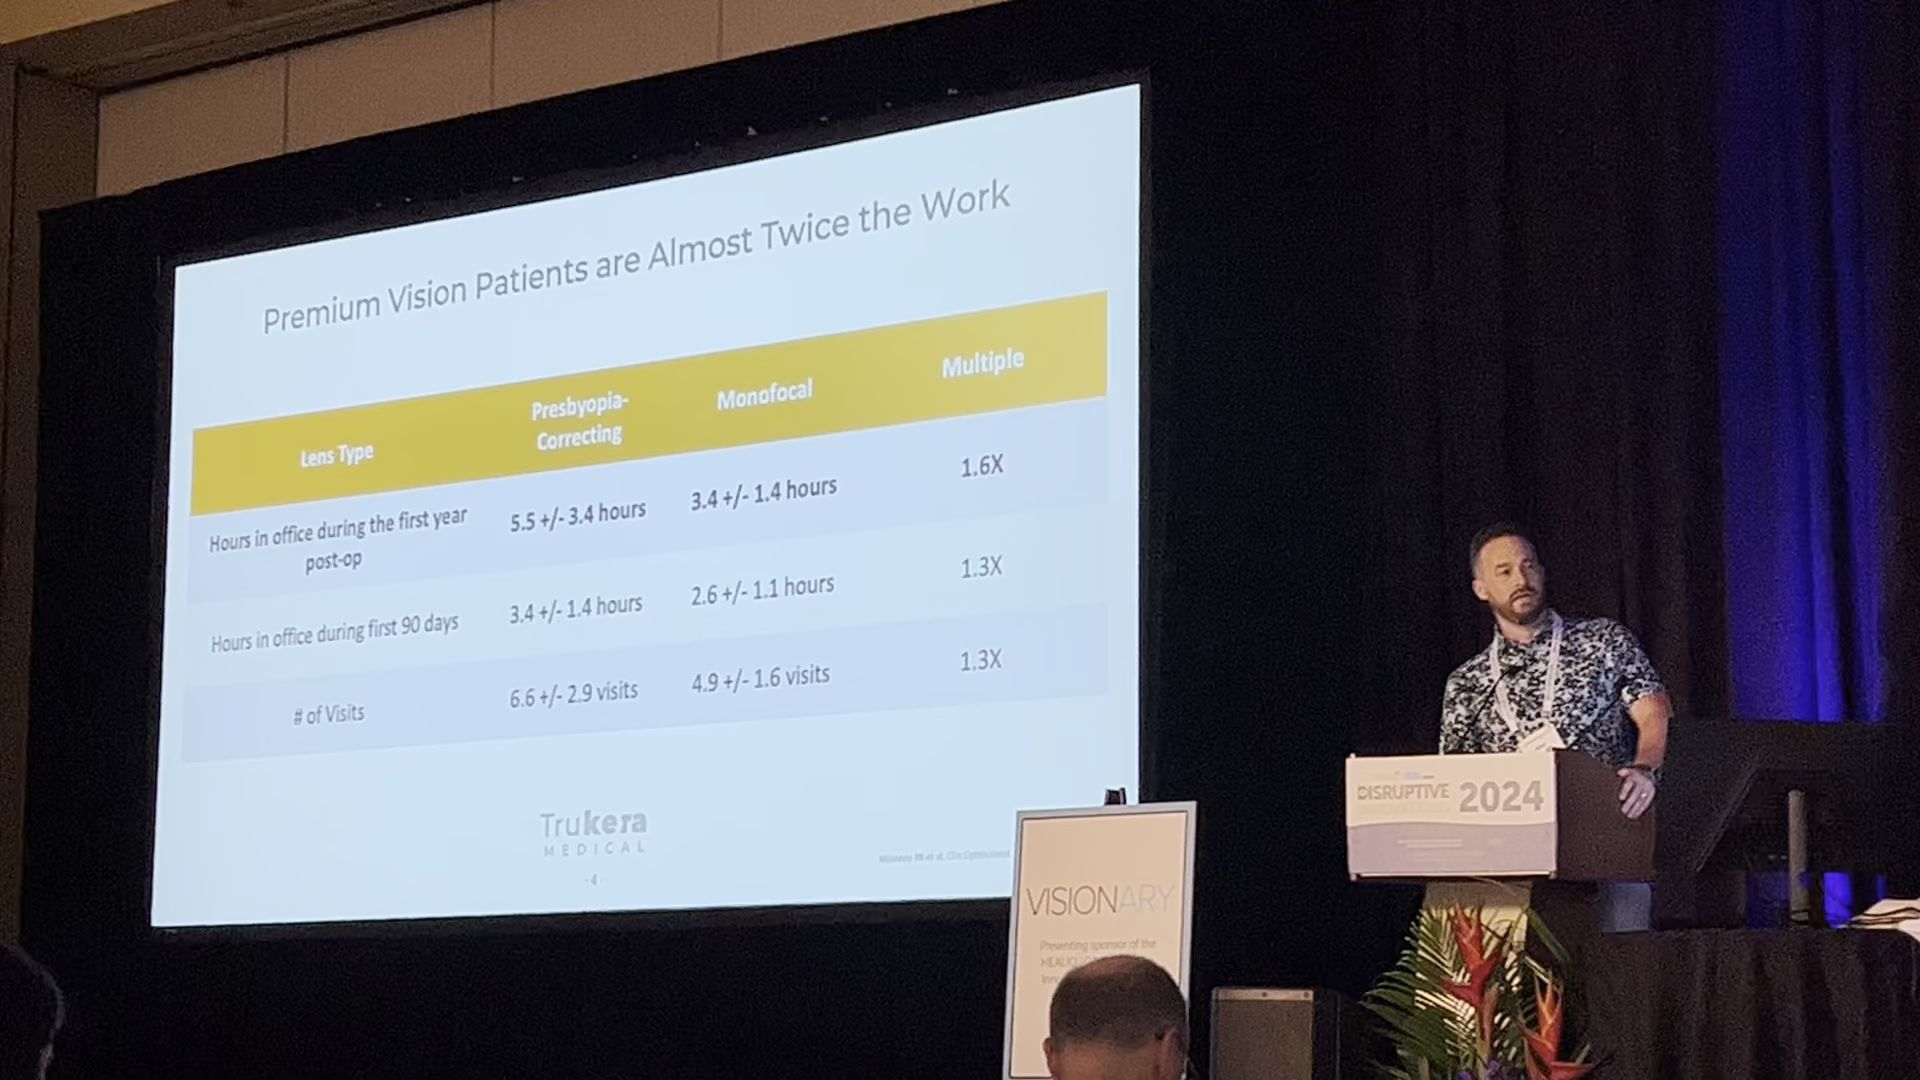 Premium Vision Patients are Almost Twice the Work
Lens Type
Presbyopia-
Correcting
Monofocal
Multiple
Hours in office during the first year
post-op
5.5 +/- 3.4 hours
3.4 +/- 1.4 hours
1.6X
Hours in office during first 90 days
3.4 +/- 1.4 hours
2.6 +/- 1.1 hours
1.3X
# of Visits
6.6 +/- 2.9 visits
4.9 +/- 1.6 visits
1.3X
Trukera
MEDICAL
- 4 -
VISIONARY
Presenting sponsor of the
DISRUPTIVE
2024